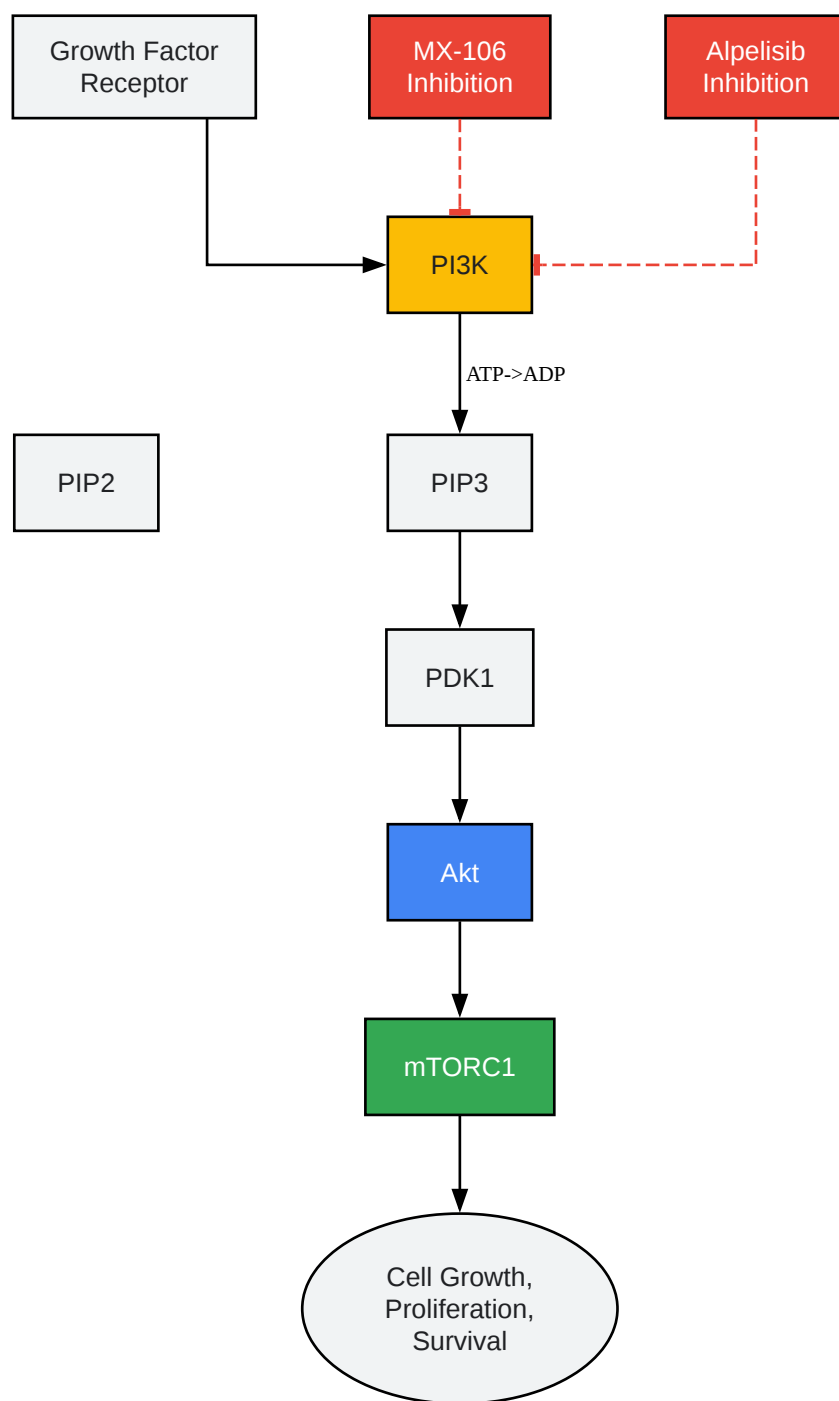 Growth Factor
Receptor
MX-106
Inhibition
Alpelisib
Inhibition
PI3K
ATP->ADP
PIP2
PIP3
PDK1
Akt
mTORC1
Cell Growth,
Proliferation,
Survival